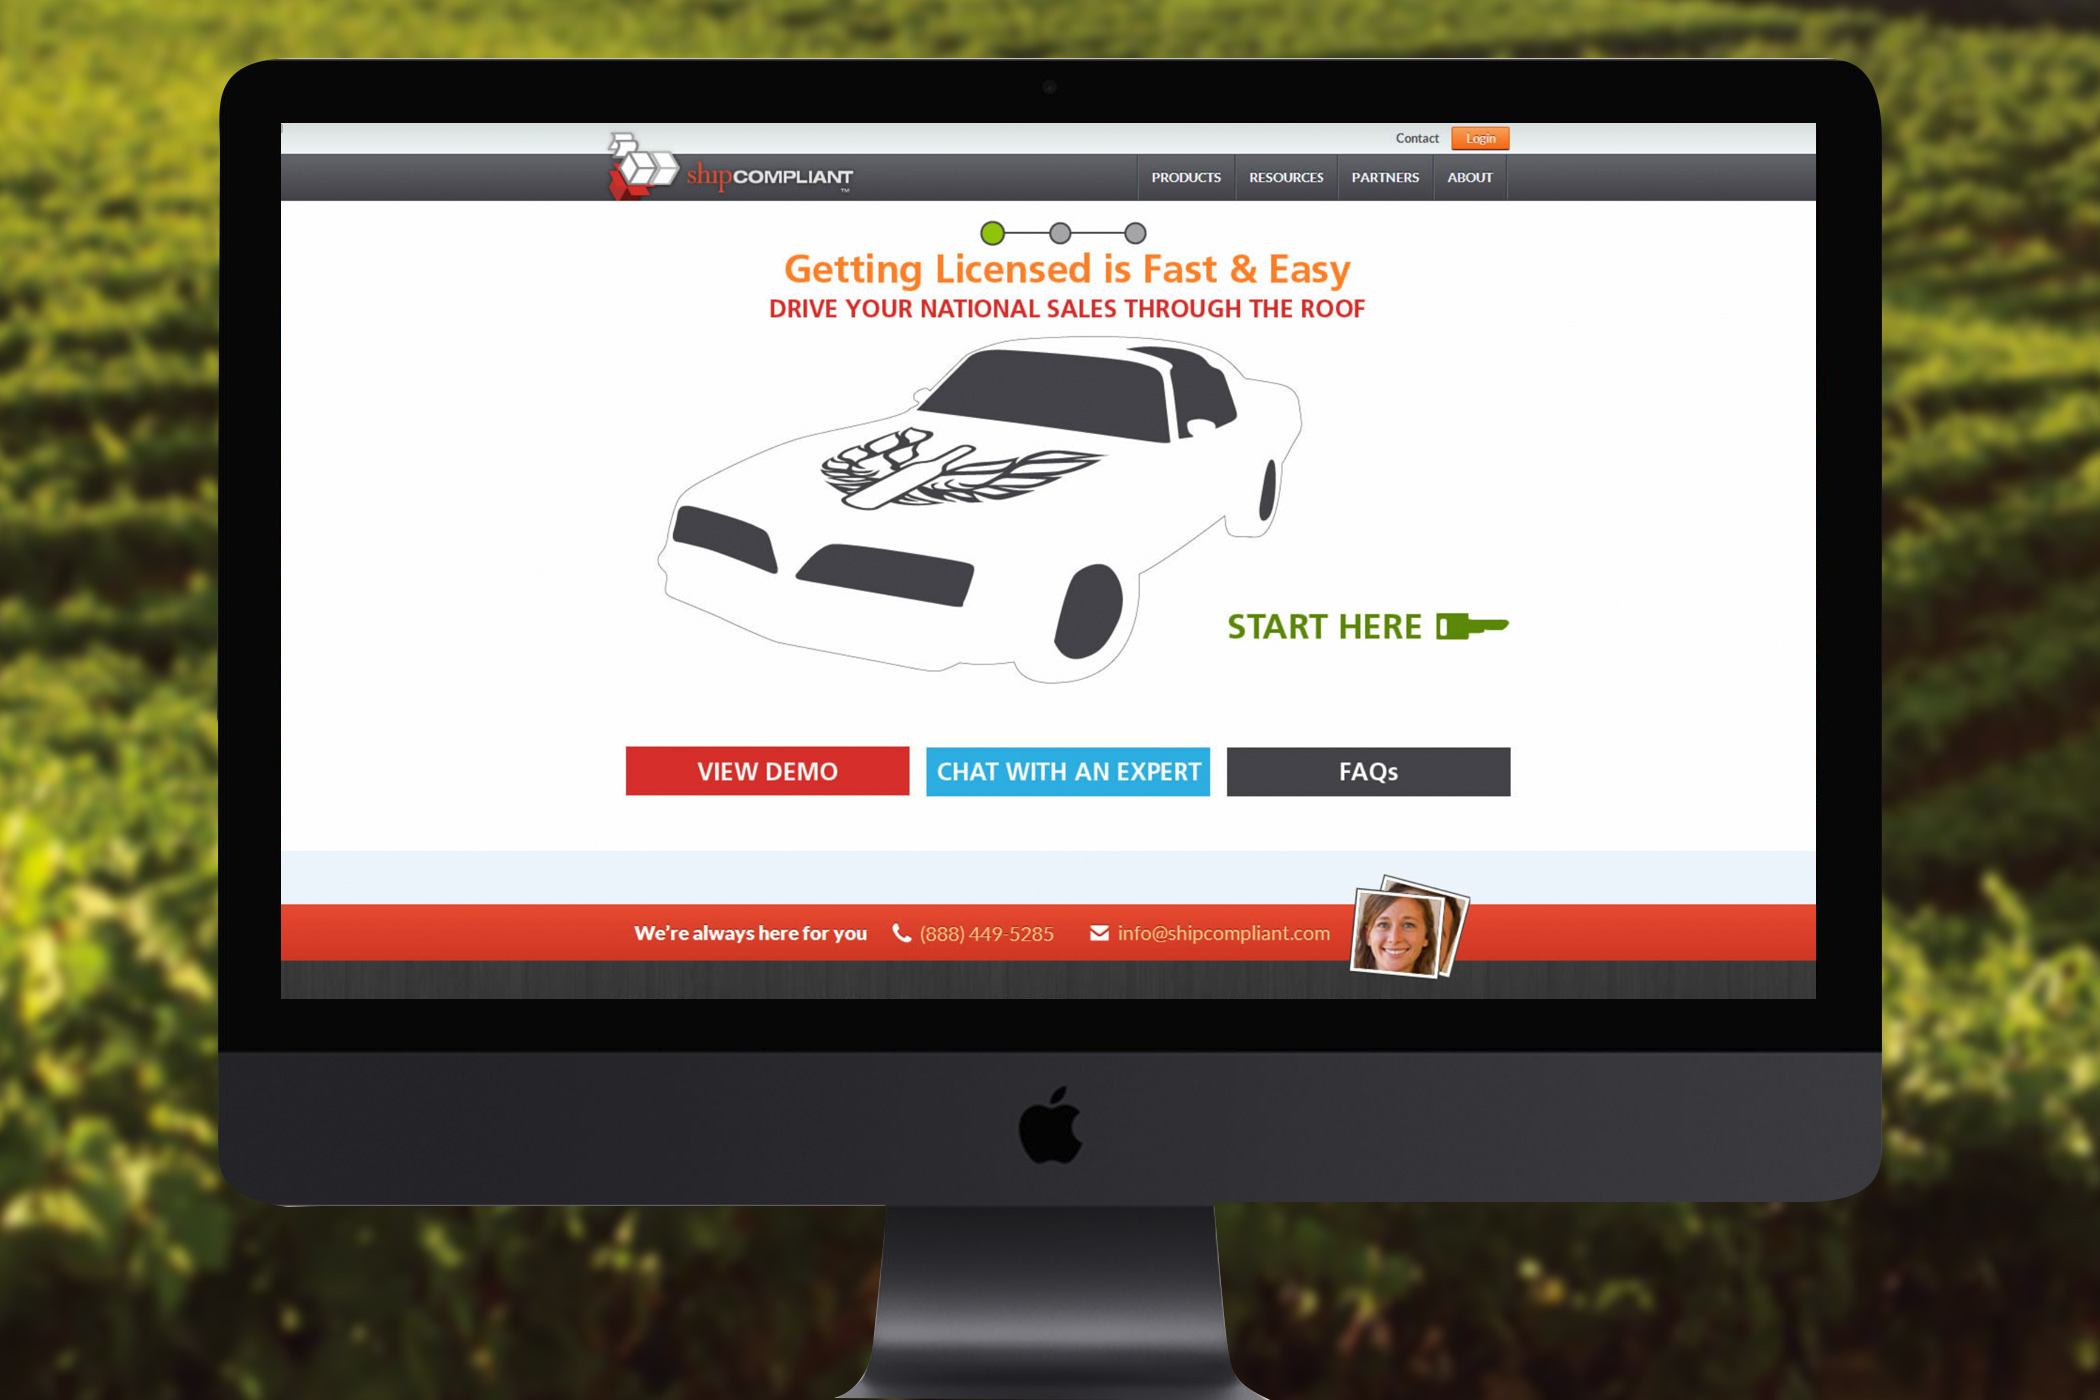 Contact Login
shipCOMPLIANT™
PRODUCTS RESOURCES PARTNERS ABOUT
Getting Licensed is Fast & Easy
DRIVE YOUR NATIONAL SALES THROUGH THE ROOF
START HERE
VIEW DEMO CHAT WITH AN EXPERT FAQs
We're always here for you (888) 449-5285 info@shipcompliant.com